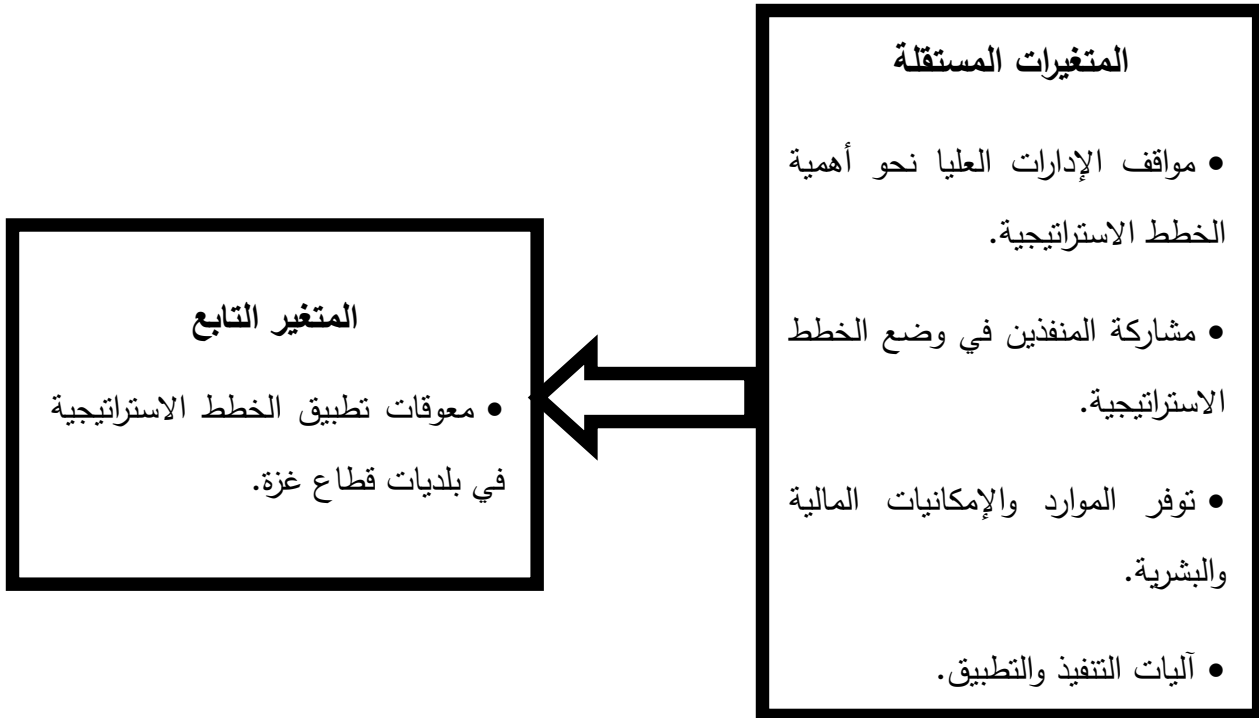 المتغيرات المستقلة
• مواقف الإدارات العليا نحو أهمية
الخطط الاستراتيجية.
• مشاركة المنفذين في وضع الخطط
الاستراتيجية.
• توفر الموارد والإمكانيات المالية
والبشرية.
• آليات التنفيذ والتطبيق.
المتغير التابع
• معوقات تطبيق الخطط الاستراتيجية
في بلديات قطاع غزة.